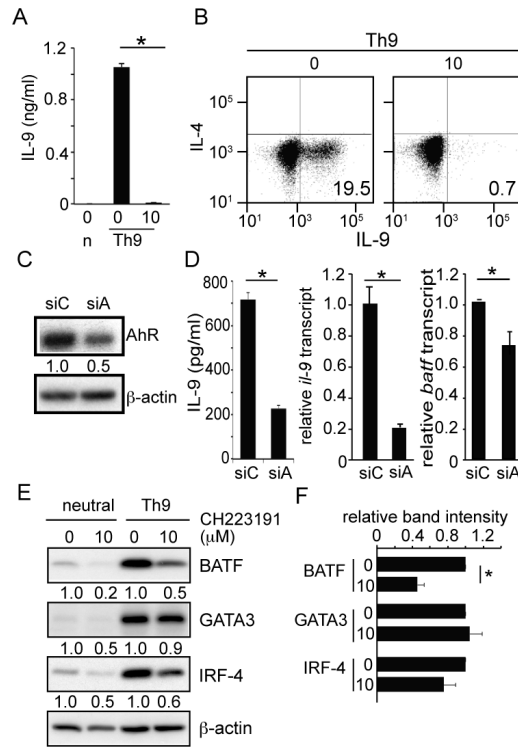 A
IL-9 (ng/ml)
1.2
0.8
0.4
0
*
0 0 10
n Th9
B
Th9
0 10
IL-4
10⁵
10³
10¹
19.5
0.7
10¹ 10³ 10⁵ 10¹ 10³ 10⁵
IL-9
C
siC siA
AhR
1.0 0.5
β-actin
D
IL-9 (pg/ml)
800
600
400
200
0
*
siC siA
relative il-9 transcript
1.2
1.0
0.8
0.6
0.4
0.2
0
*
siC siA
relative batf transcript
1.2
1.0
0.8
0.6
0.4
0.2
0
*
siC siA
E
neutral Th9
CH223191
0 10 0 10 (μM)
BATF
1.0 0.2 1.0 0.5
GATA3
1.0 0.5 1.0 0.9
IRF-4
1.0 0.5 1.0 0.6
β-actin
F
relative band intensity
0 0.4 0.8 1.2
BATF 0
10
*
GATA3 0
10
IRF-4 0
10